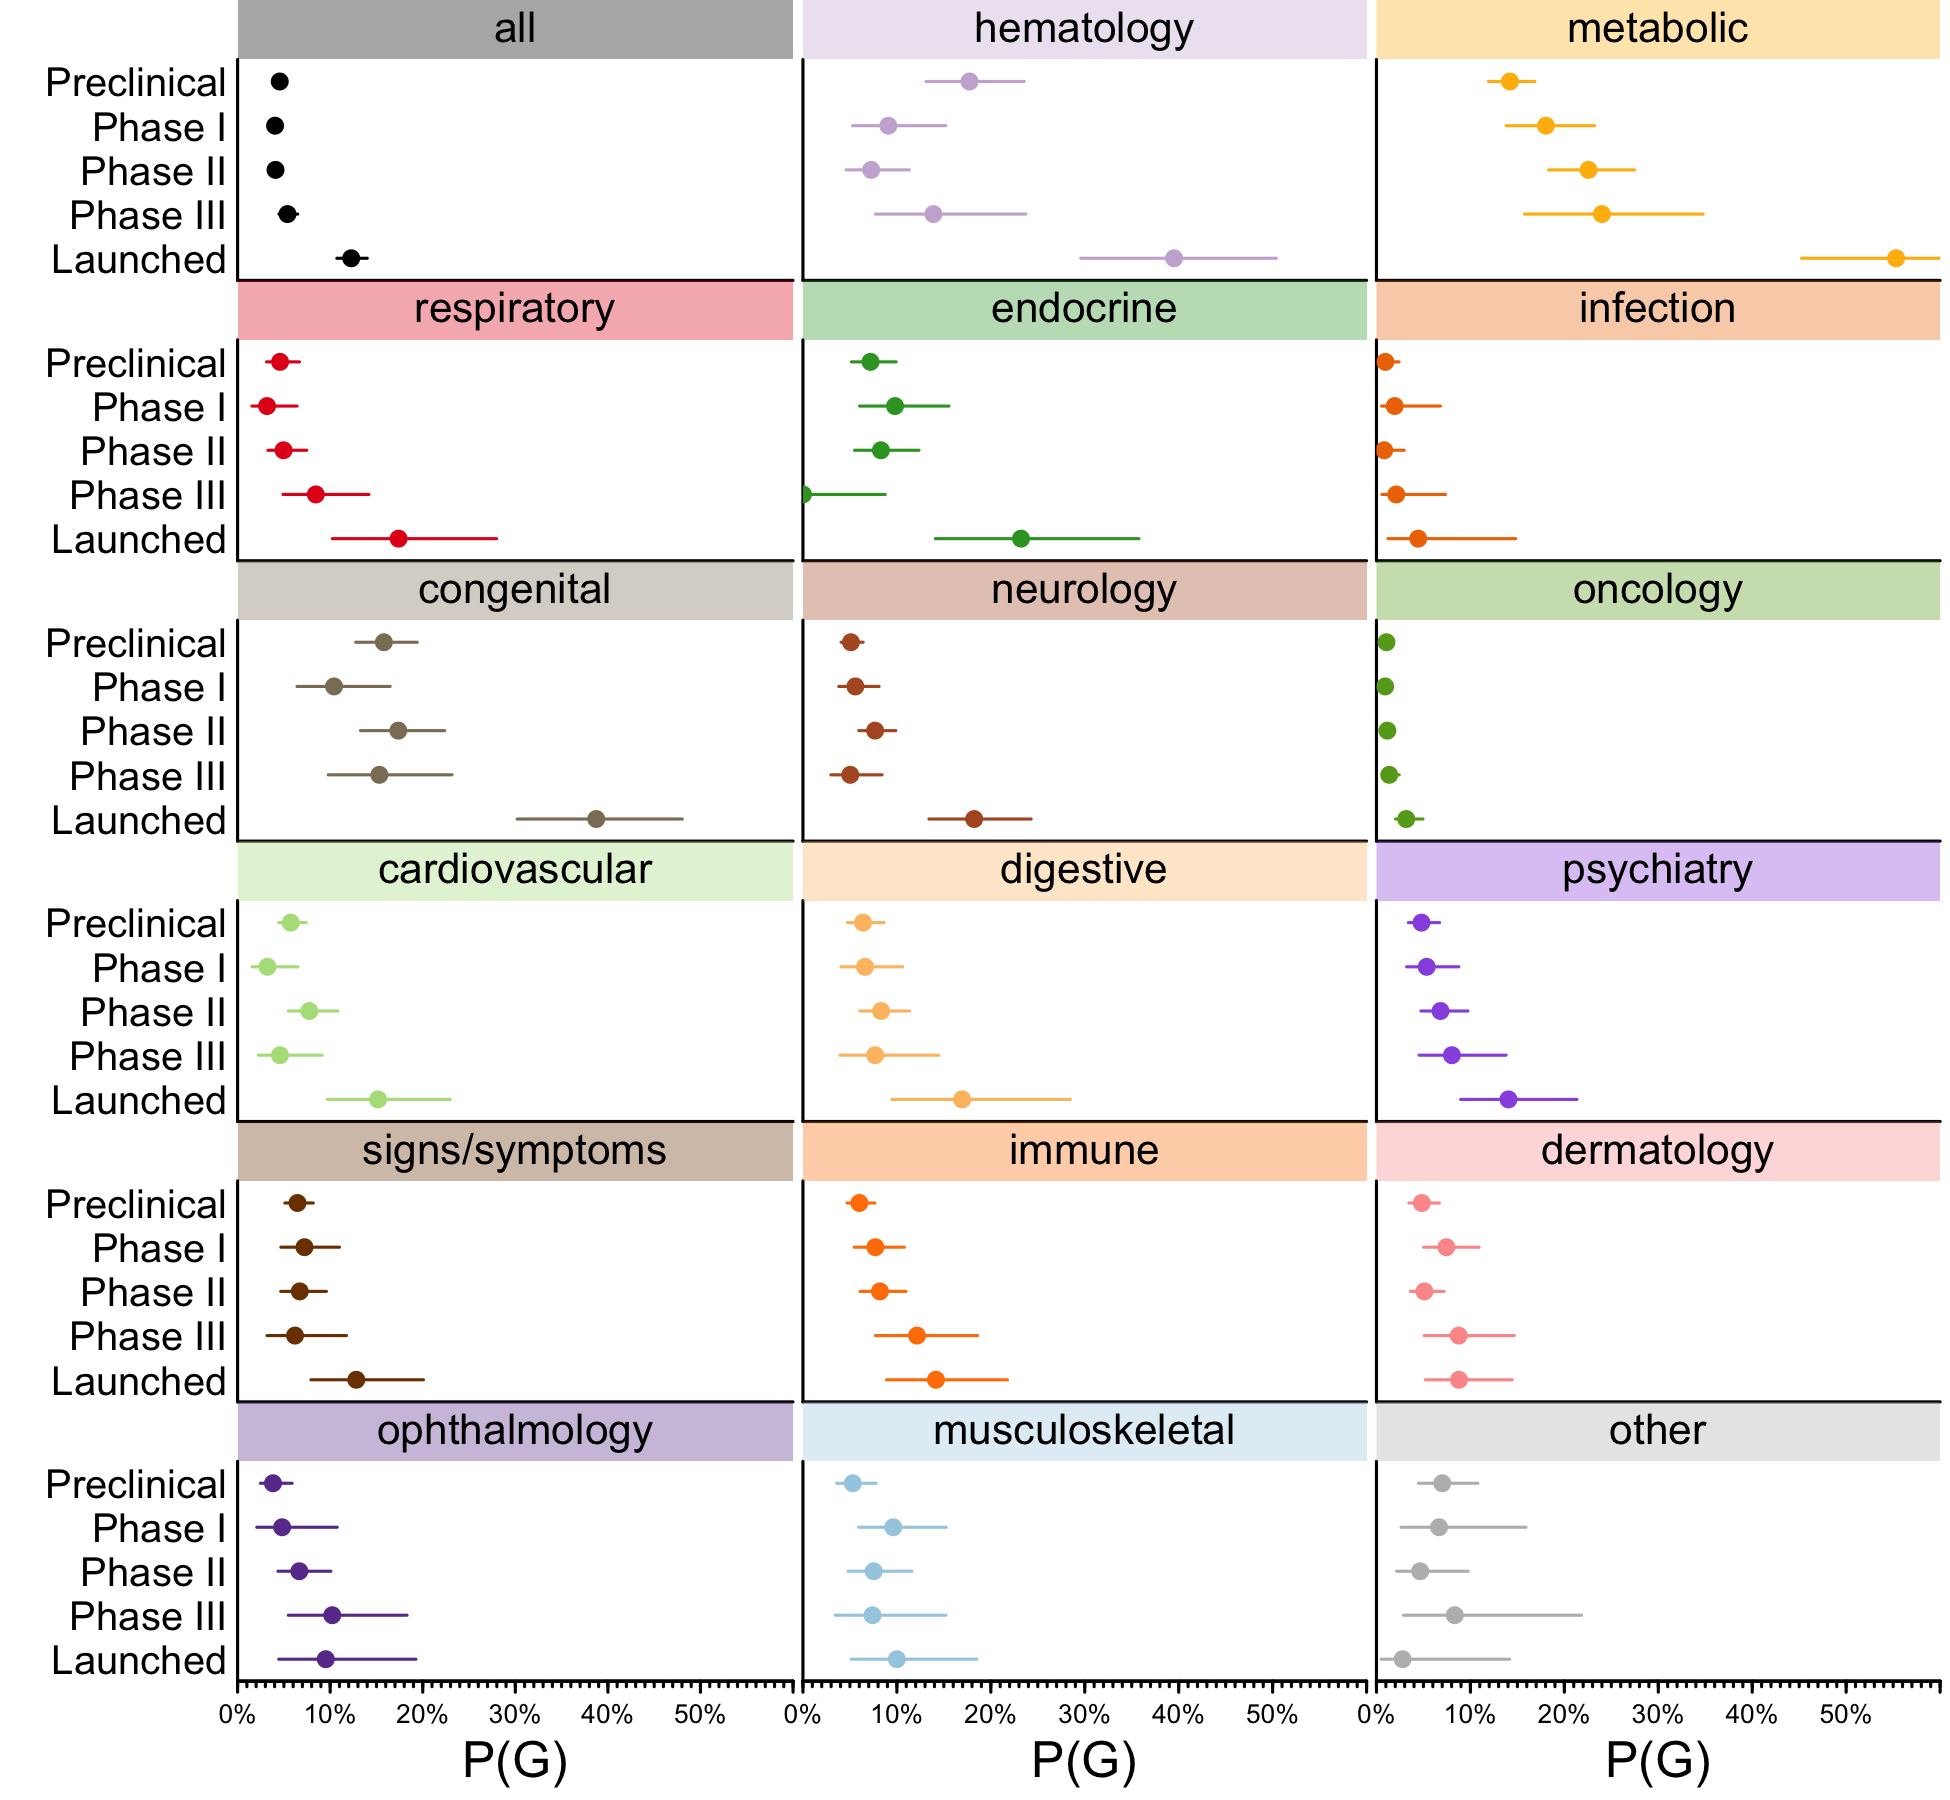 all hematology metabolic
Preclinical
Phase I
Phase II
Phase III
Launched
respiratory endocrine infection
Preclinical
Phase I
Phase II
Phase III
Launched
congenital neurology oncology
Preclinical
Phase I
Phase II
Phase III
Launched
cardiovascular digestive psychiatry
Preclinical
Phase I
Phase II
Phase III
Launched
signs/symptoms immune dermatology
Preclinical
Phase I
Phase II
Phase III
Launched
ophthalmology musculoskeletal other
Preclinical
Phase I
Phase II
Phase III
Launched
0% 10% 20% 30% 40% 50% 0% 10% 20% 30% 40% 50% 0% 10% 20% 30% 40% 50%
P(G) P(G) P(G)